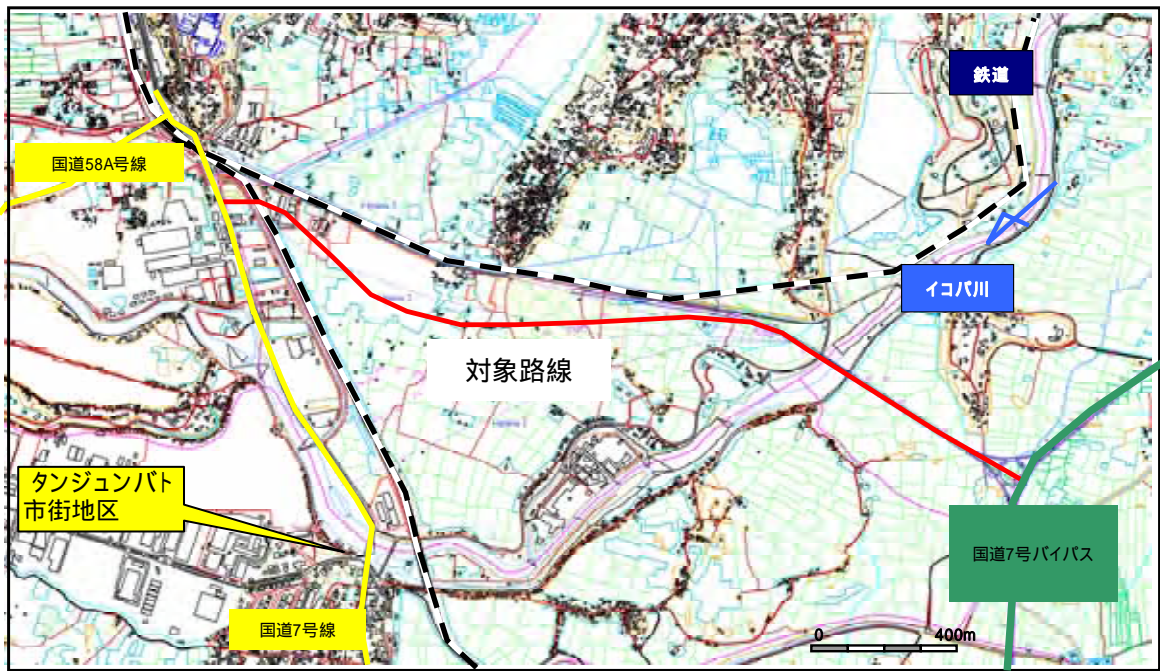 鉄道
国道58A号線
イコパ川
対象路線
タンジュンバト
市街地区
国道7号バイパス
国道7号線
0 400m